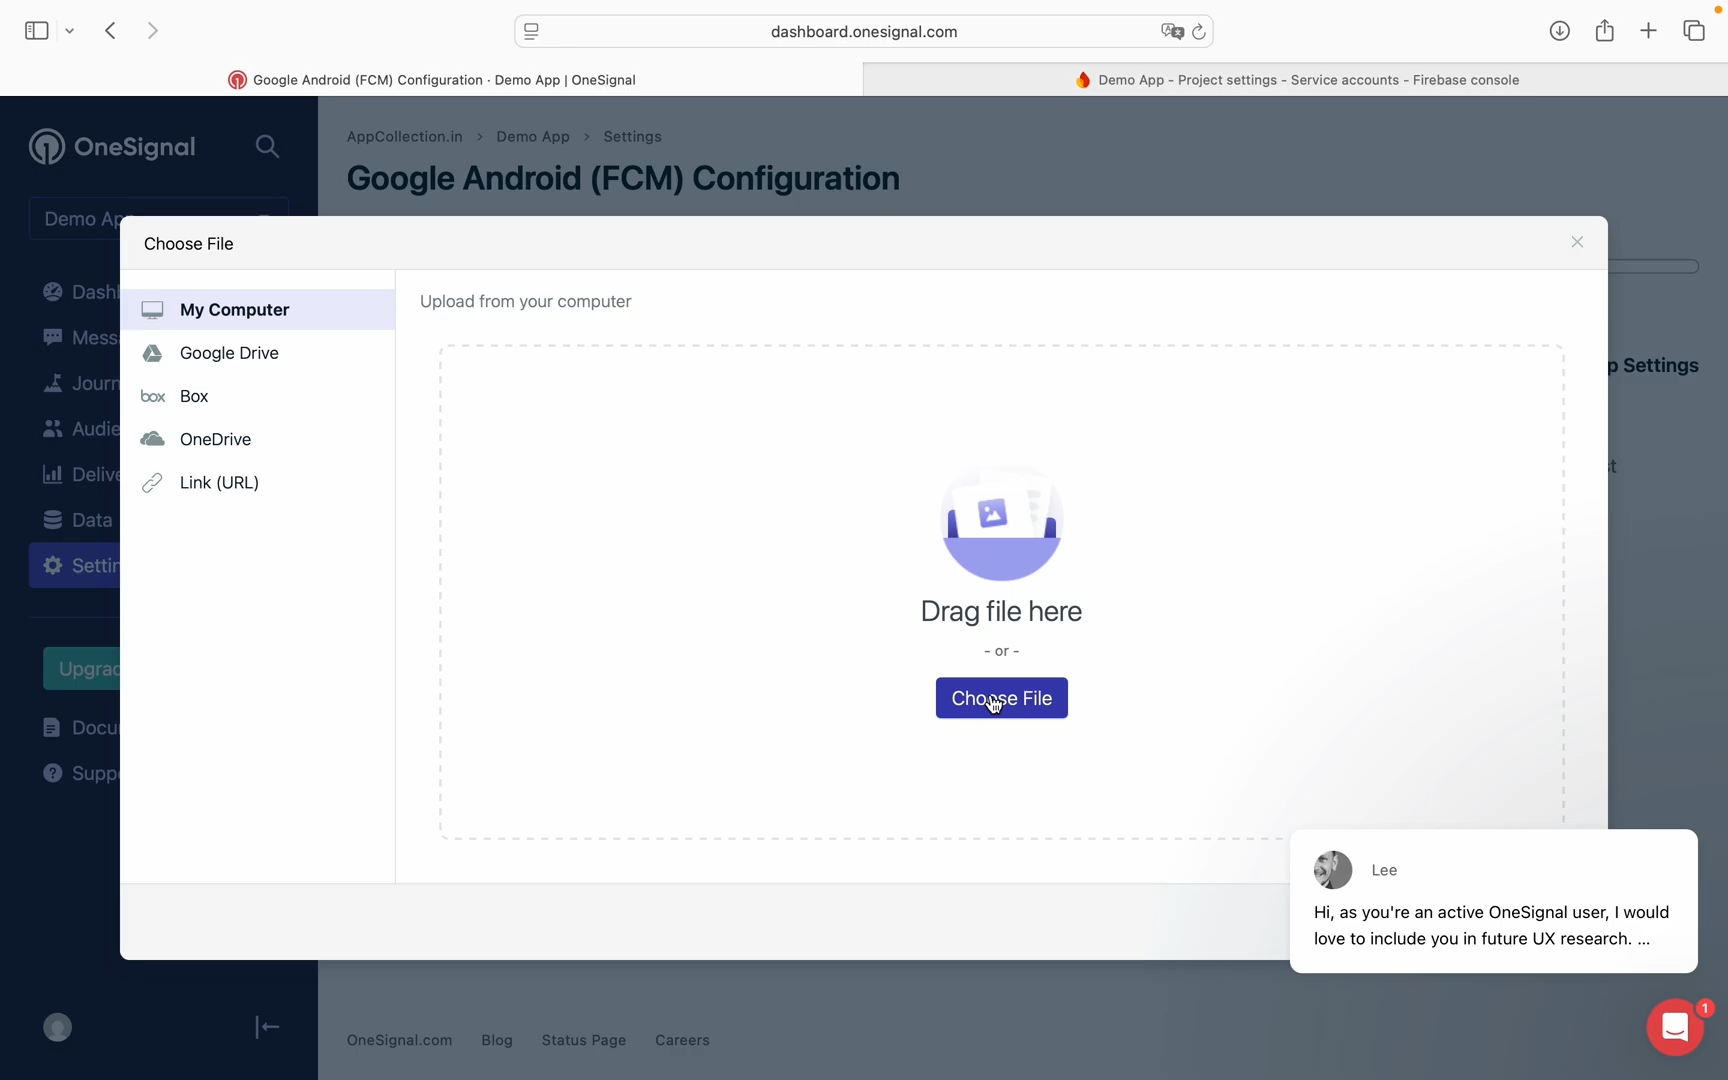 dashboard.onesignal.com
Google Android (FCM) Configuration · Demo App | OneSignal
Demo App - Project settings - Service accounts - Firebase console
OneSignal
AppCollection.in > Demo App > Settings
Google Android (FCM) Configuration
Demo App
Choose File
My Computer
Google Drive
Box
OneDrive
Link (URL)
Upload from your computer
Drag file here
- or -
Choose File
Data
p Settings
st
Lee
Hi, as you're an active OneSignal user, I would
love to include you in future UX research. ...
1
OneSignal.com Blog Status Page Careers